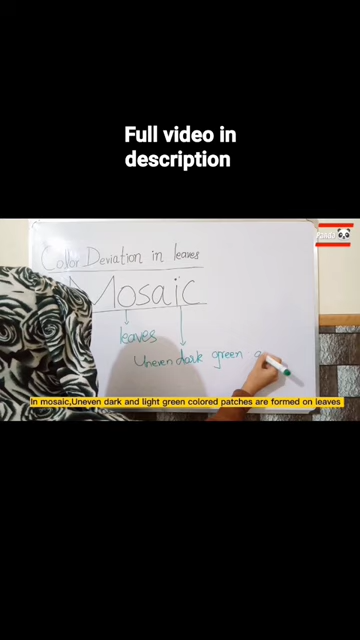 Full video in
description
Panda
Color Deviation in leaves
Mosaic
leaves
Uneven dark green a
In mosaic,Uneven dark and light green colored patches are formed on leaves